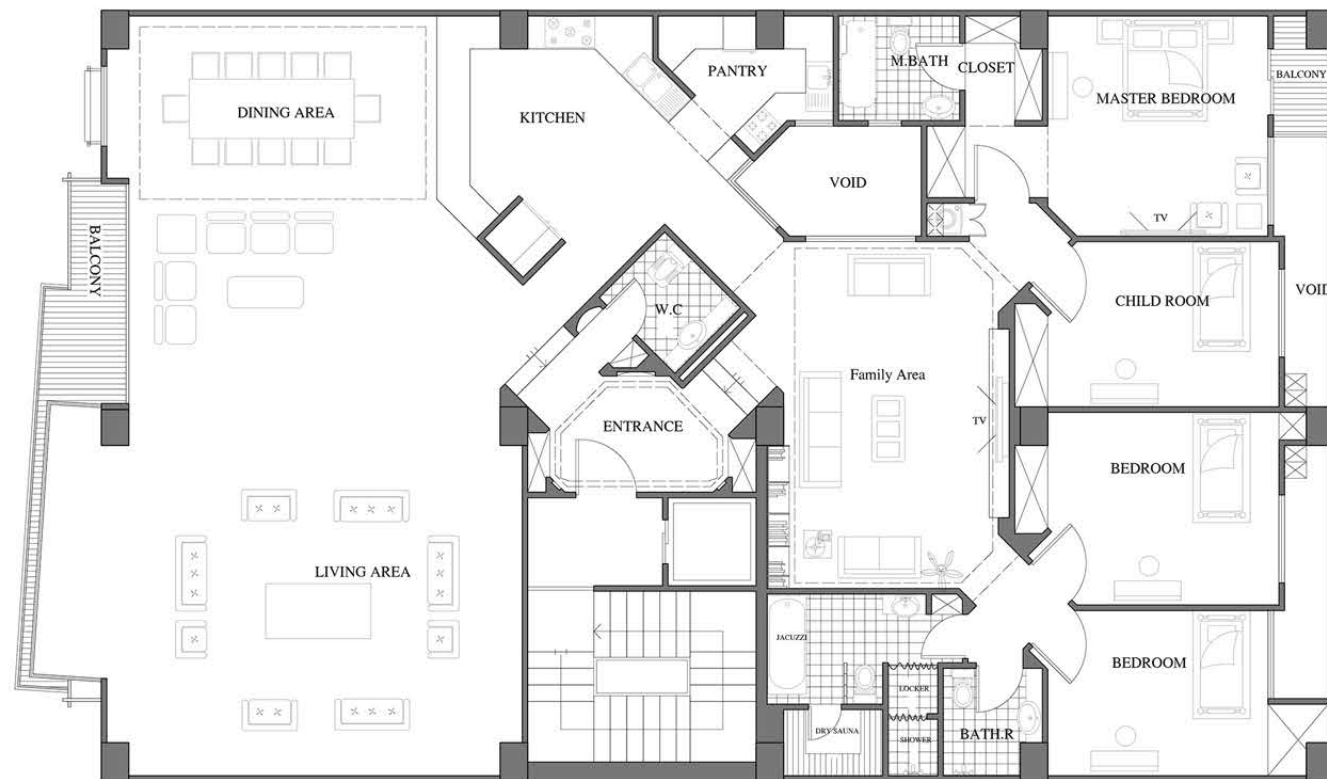 M.BATH
CLOSET
PANTRY
BALCONY
MASTER BEDROOM
DINING AREA
KITCHEN
VOID
TV
BALCONY
VOID
CHILD ROOM
W.C
Family Area
TV
ENTRANCE
BEDROOM
LIVING AREA
JACUZZI
BEDROOM
LOCKER
DRY SAUNA
SHOWER
BATH.R